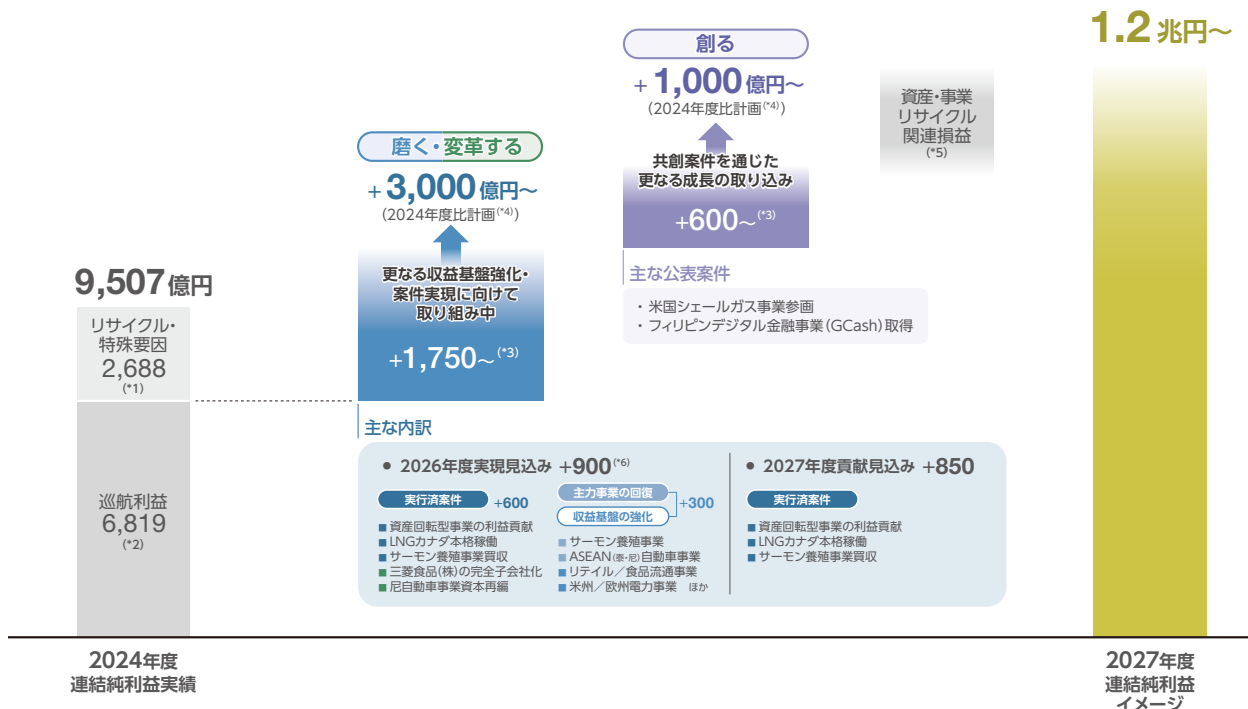 1.2兆円～
創る
+1,000億円～
(2024年度比計画(*4))
共創案件を通じた
更なる成長の取り込み
+600～(*3)
資産・事業
リサイクル
関連損益
(*5)
磨く・変革する
+3,000億円～
(2024年度比計画(*4))
更なる収益基盤強化・
案件実現に向けて
取り組み中
+1,750～(*3)
主な公表案件
・米国シェールガス事業参画
・フィリピンデジタル金融事業(GCash)取得
9,507億円
リサイクル・
特殊要因
2,688
(*1)
巡航利益
6,819
(*2)
主な内訳
● 2026年度実現見込み +900(*6)
実行済案件 +600
■資産回転型事業の利益貢献
■LNGカナダ本格稼働
■サーモン養殖事業買収
■三菱食品(株)の完全子会社化
■尼自動車事業資本再編
主力事業の回復
収益基盤の強化
+300
■サーモン養殖事業
■ASEAN(泰・尼)自動車事業
■リテイル／食品流通事業
■米州／欧州電力事業 ほか
● 2027年度貢献見込み +850
実行済案件
■資産回転型事業の利益貢献
■LNGカナダ本格稼働
■サーモン養殖事業買収
2024年度
連結純利益実績
2027年度
連結純利益
イメージ